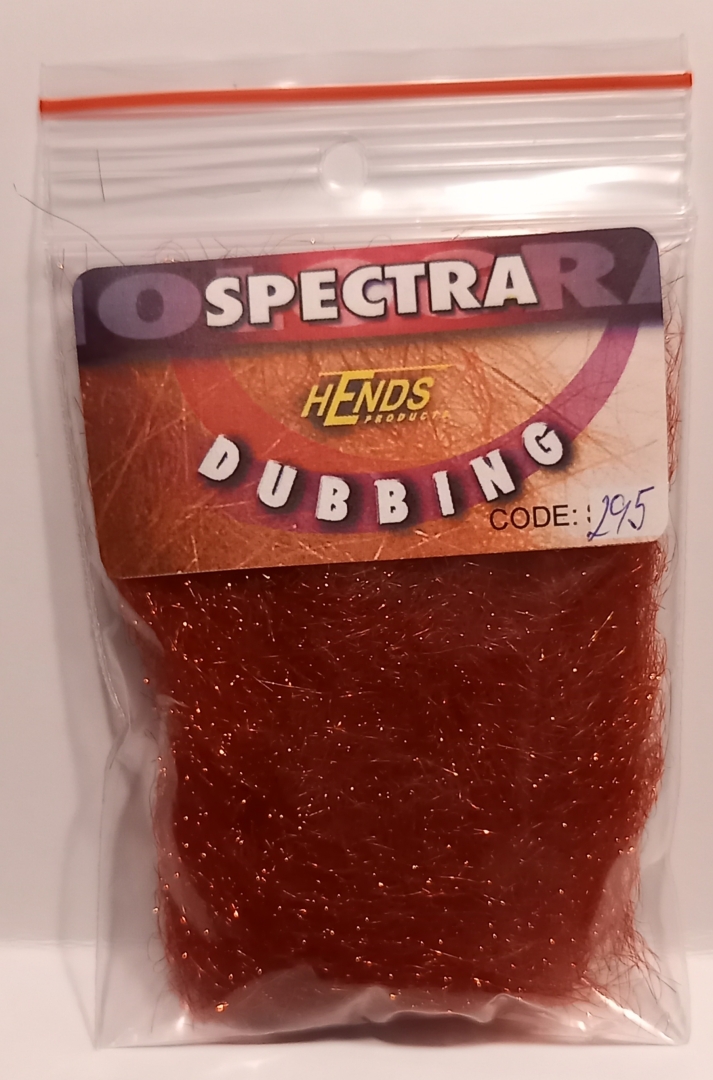 SPECTRA
HENDS
PRODUCTS
DUBBING
CODE: 295